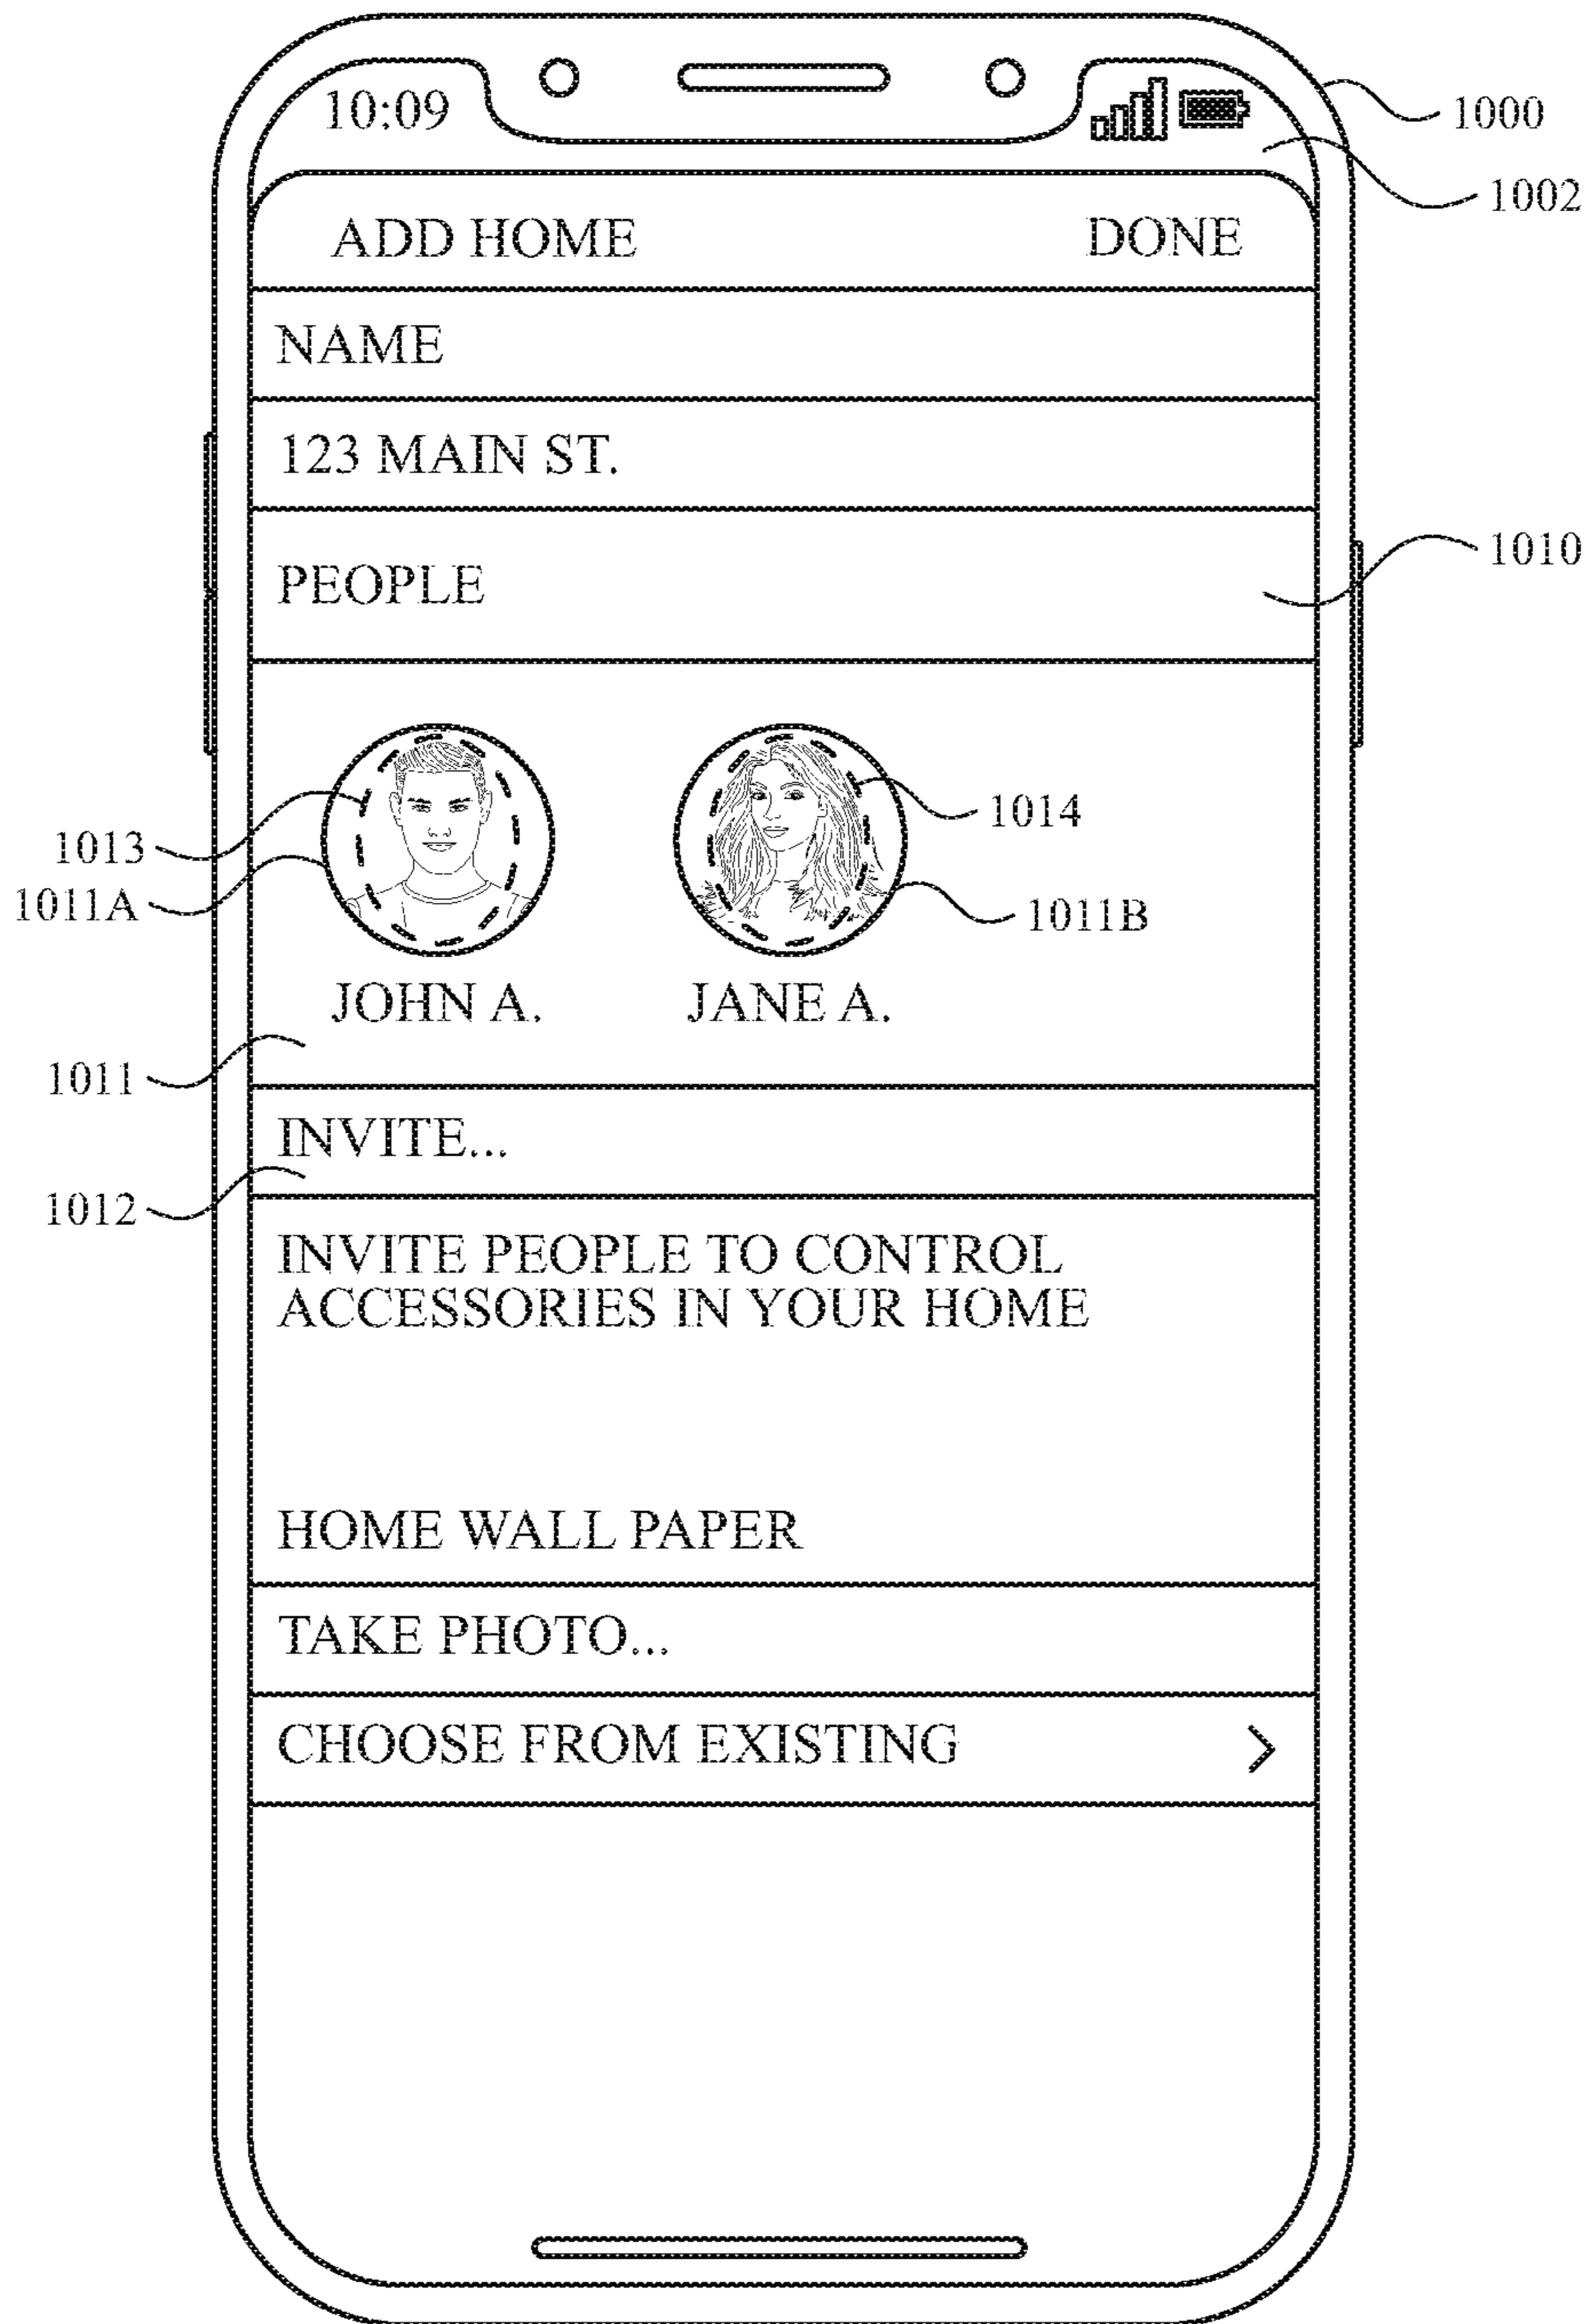 10:09
1000
1002
ADD HOME DONE
NAME
123 MAIN ST.
1010
PEOPLE
1013
1014
1011A
1011B
JOHN A. JANE A.
1011
INVITE...
1012
INVITE PEOPLE TO CONTROL
ACCESSORIES IN YOUR HOME
HOME WALL PAPER
TAKE PHOTO...
CHOOSE FROM EXISTING